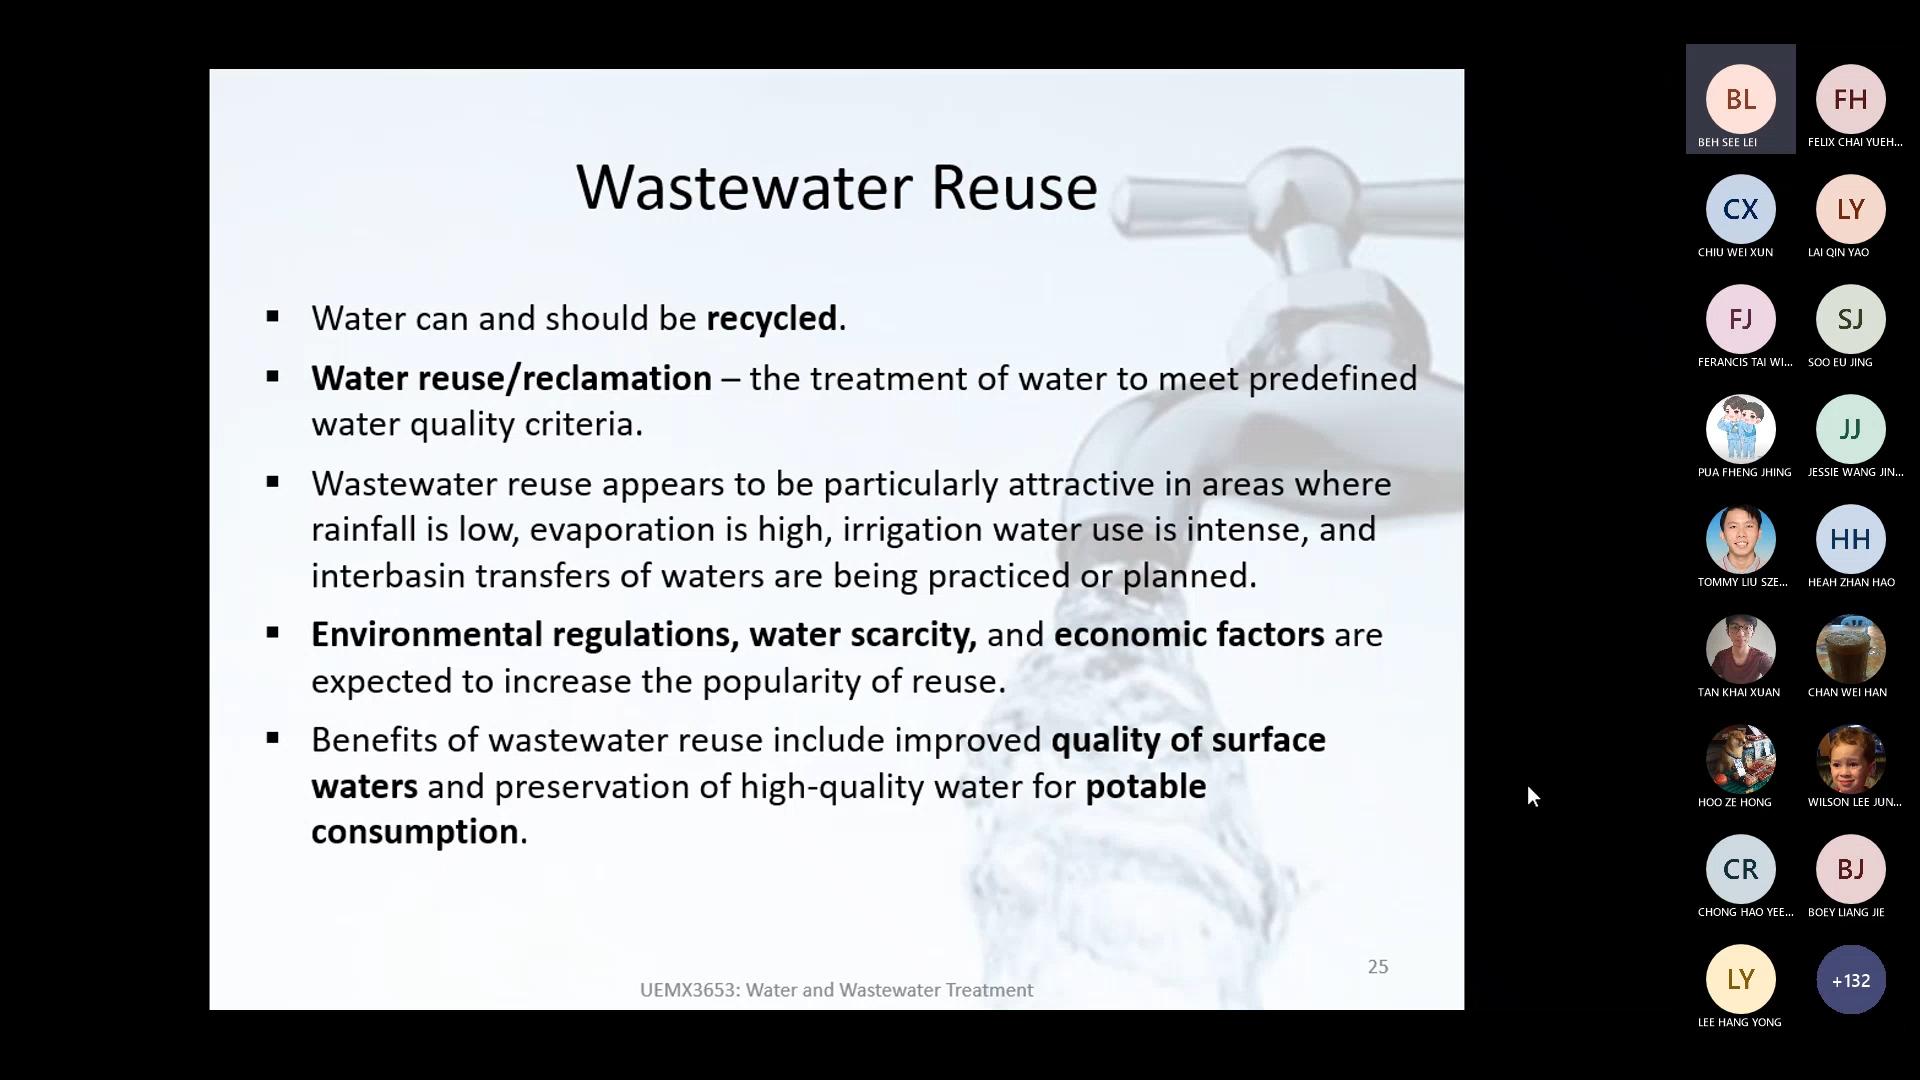 Wastewater Reuse
▪ Water can and should be recycled.
▪ Water reuse/reclamation – the treatment of water to meet predefined
water quality criteria.
▪ Wastewater reuse appears to be particularly attractive in areas where
rainfall is low, evaporation is high, irrigation water use is intense, and
interbasin transfers of waters are being practiced or planned.
▪ Environmental regulations, water scarcity, and economic factors are
expected to increase the popularity of reuse.
▪ Benefits of wastewater reuse include improved quality of surface
waters and preservation of high-quality water for potable
consumption.
25
UEMX3653: Water and Wastewater Treatment
BL
BEH SEE LEI
FH
FELIX CHAI YUEH...
CX
CHIU WEI XUN
LY
LAI QIN YAO
FJ
FERANCIS TAI WI...
SJ
SOO EU JING
PUA FHENG JHING
JJ
JESSIE WANG JIN...
TOMMY LIU SZE...
HH
HEAH ZHAN HAO
TAN KHAI XUAN
CHAN WEI HAN
HOO ZE HONG
WILSON LEE JUN...
CR
CHONG HAO YEE...
BJ
BOEY LIANG JIE
LY
LEE HANG YONG
+132